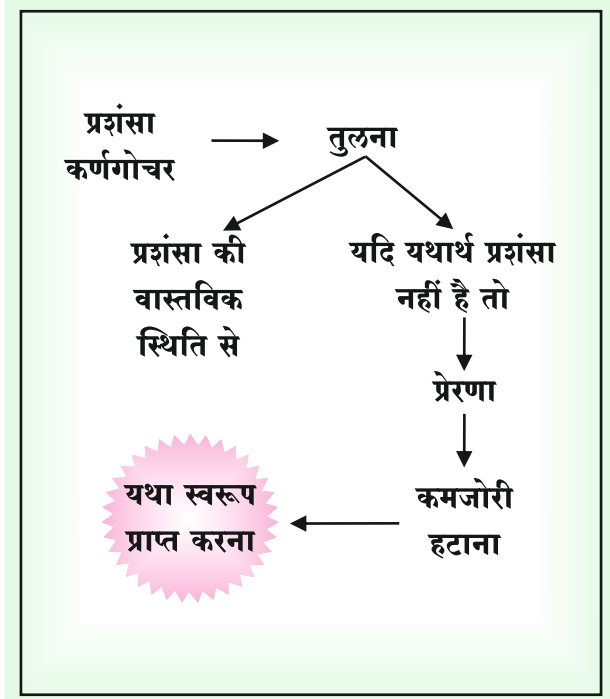 प्रशंसा
कर्णगोचर
तुलना
प्रशंसा की
वास्तविक
स्थिति से
यदि यथार्थ प्रशंसा
नहीं है तो
प्रेरणा
कमजोरी
हटाना
यथा स्वरूप
प्राप्त करना